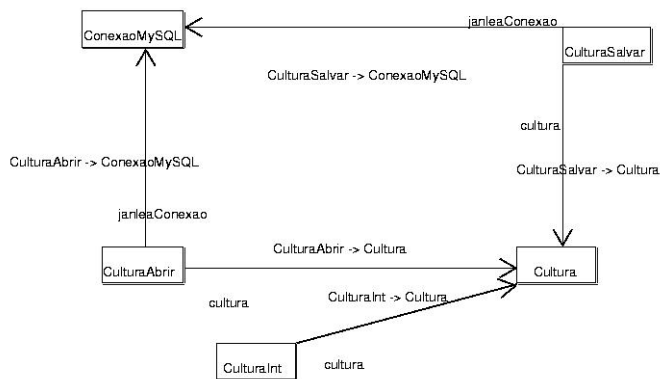 janleaConexao
ConexaoMySQL
CulturaSalvar
CulturaSalvar -> ConexaoMySQL
cultura
CulturaAbrir -> ConexaoMySQL
CulturaSalvar -> Cultura
janleaConexao
CulturaAbrir -> Cultura
CulturaAbrir
Cultura
CulturaInt -> Cultura
cultura
CulturaInt
cultura